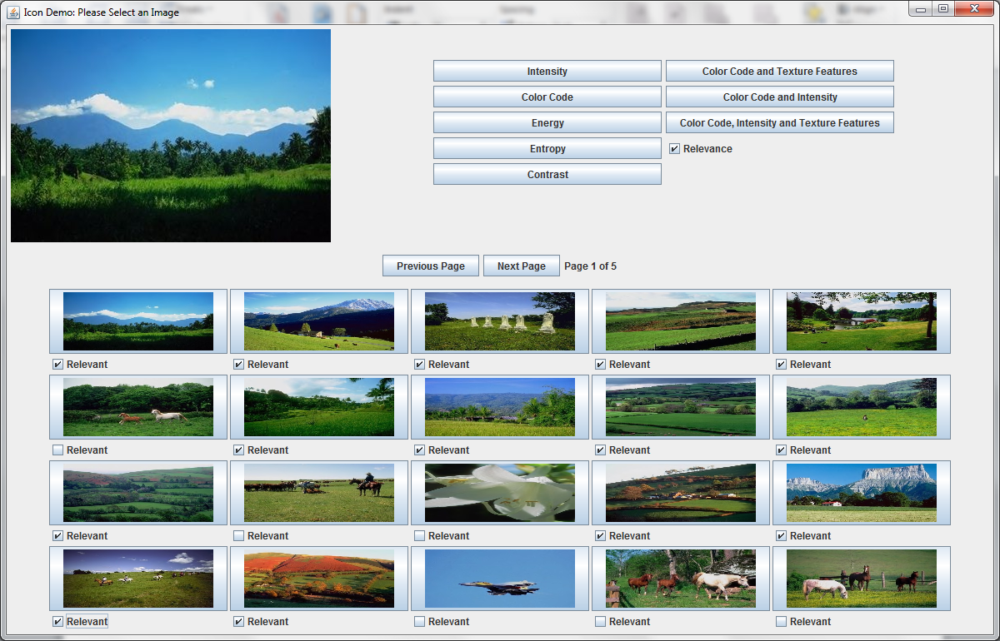 Icon Demo: Please Select an Image
Intensity
Color Code and Texture Features
Color Code
Color Code and Intensity
Energy
Color Code, Intensity and Texture Features
Entropy
Relevance
Contrast
Previous Page Next Page Page 1 of 5
Relevant Relevant Relevant Relevant Relevant
Relevant Relevant Relevant Relevant Relevant
Relevant Relevant Relevant Relevant Relevant
Relevant Relevant Relevant Relevant Relevant